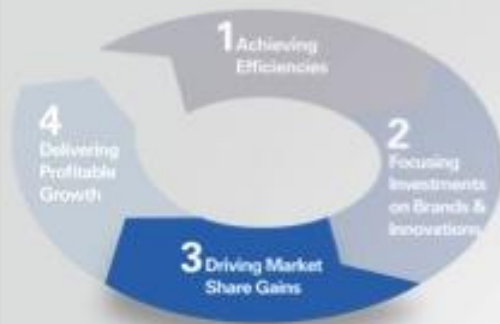 1 Achieving
Efficiencies
2
Focusing
Investments
on Brands &
Innovations
3 Driving Market
Share Gains
4
Delivering
Profitable
Growth